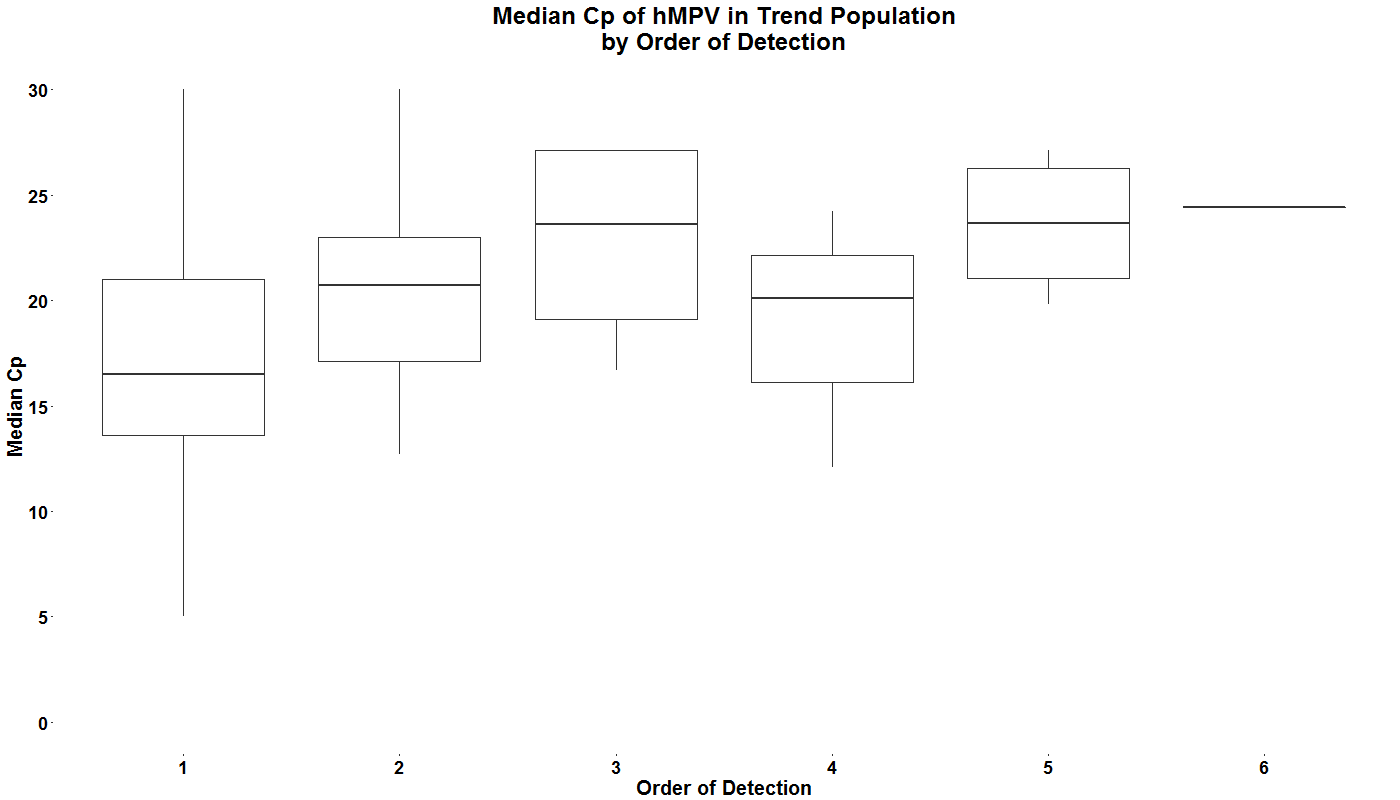 Median Cp of hMPV in Trend Population
by Order of Detection
30
25
20
15
10
5
0
Median Cp
1 2 3 4 5 6
Order of Detection